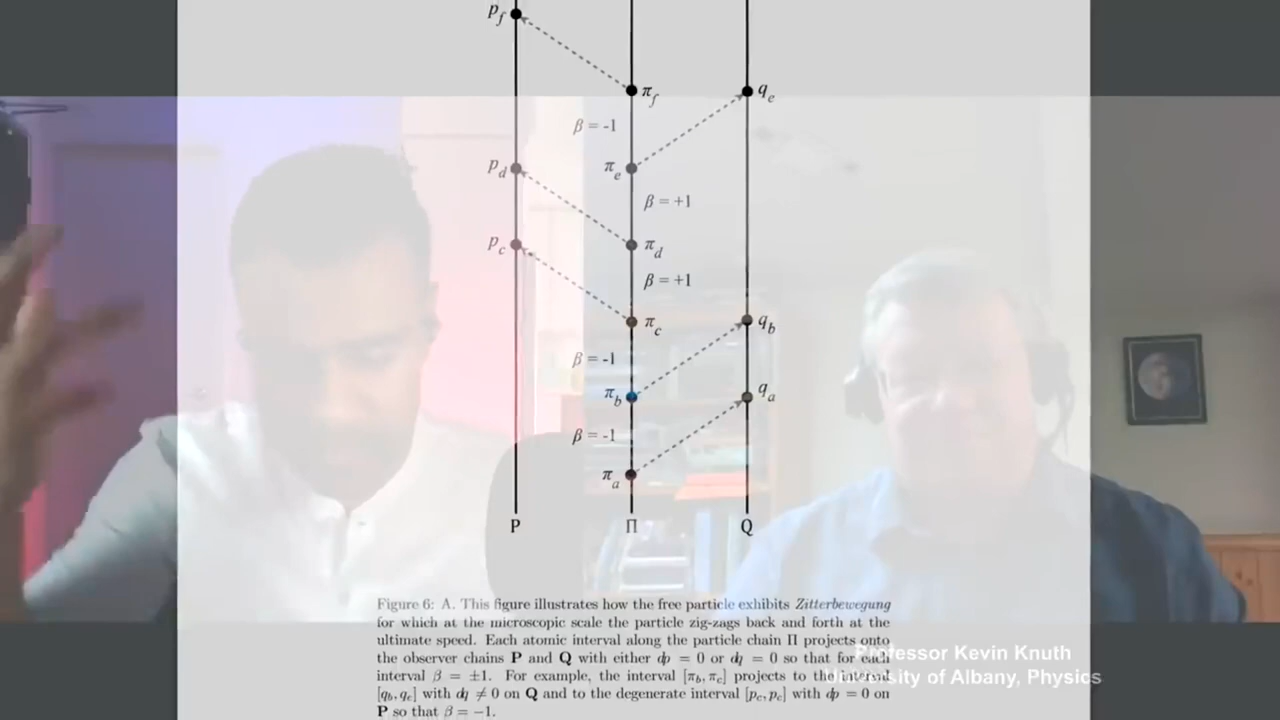 p_f
π_f
q_e
β = -1
p_d
π_e
β = +1
p_c
π_d
β = +1
π_c
q_b
β = -1
π_b
q_a
β = -1
π_a
P Π Q
Figure 6: A. This figure illustrates how the free particle exhibits Zitterbewegung
for which at the microscopic scale the particle zig-zags back and forth at the
ultimate speed. Each atomic interval along the particle chain Π projects onto
the observer chains P and Q with either dp = 0 or dq = 0 so that for each
interval β = ±1. For example, the interval [π_b, π_c] projects to the
[q_b, q_e] with dq ≠ 0 on Q and to the degenerate interval [p_c, p_c] with dp = 0 on
P so that β = −1.
Professor Kevin Knuth
University of Albany, Physics